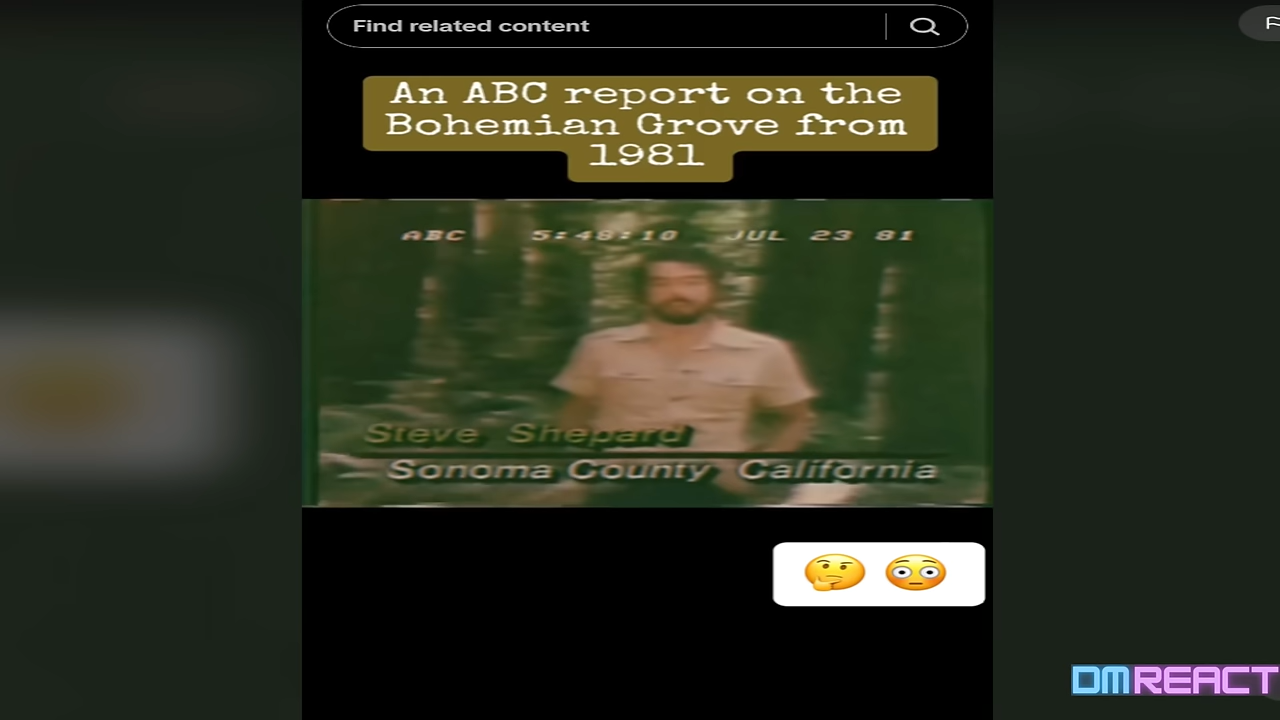 Find related content
An ABC report on the
Bohemian Grove from
1981
ABC 5:48:10 JUL 23 81
Steve Shepard
Sonoma County California
DMREACT